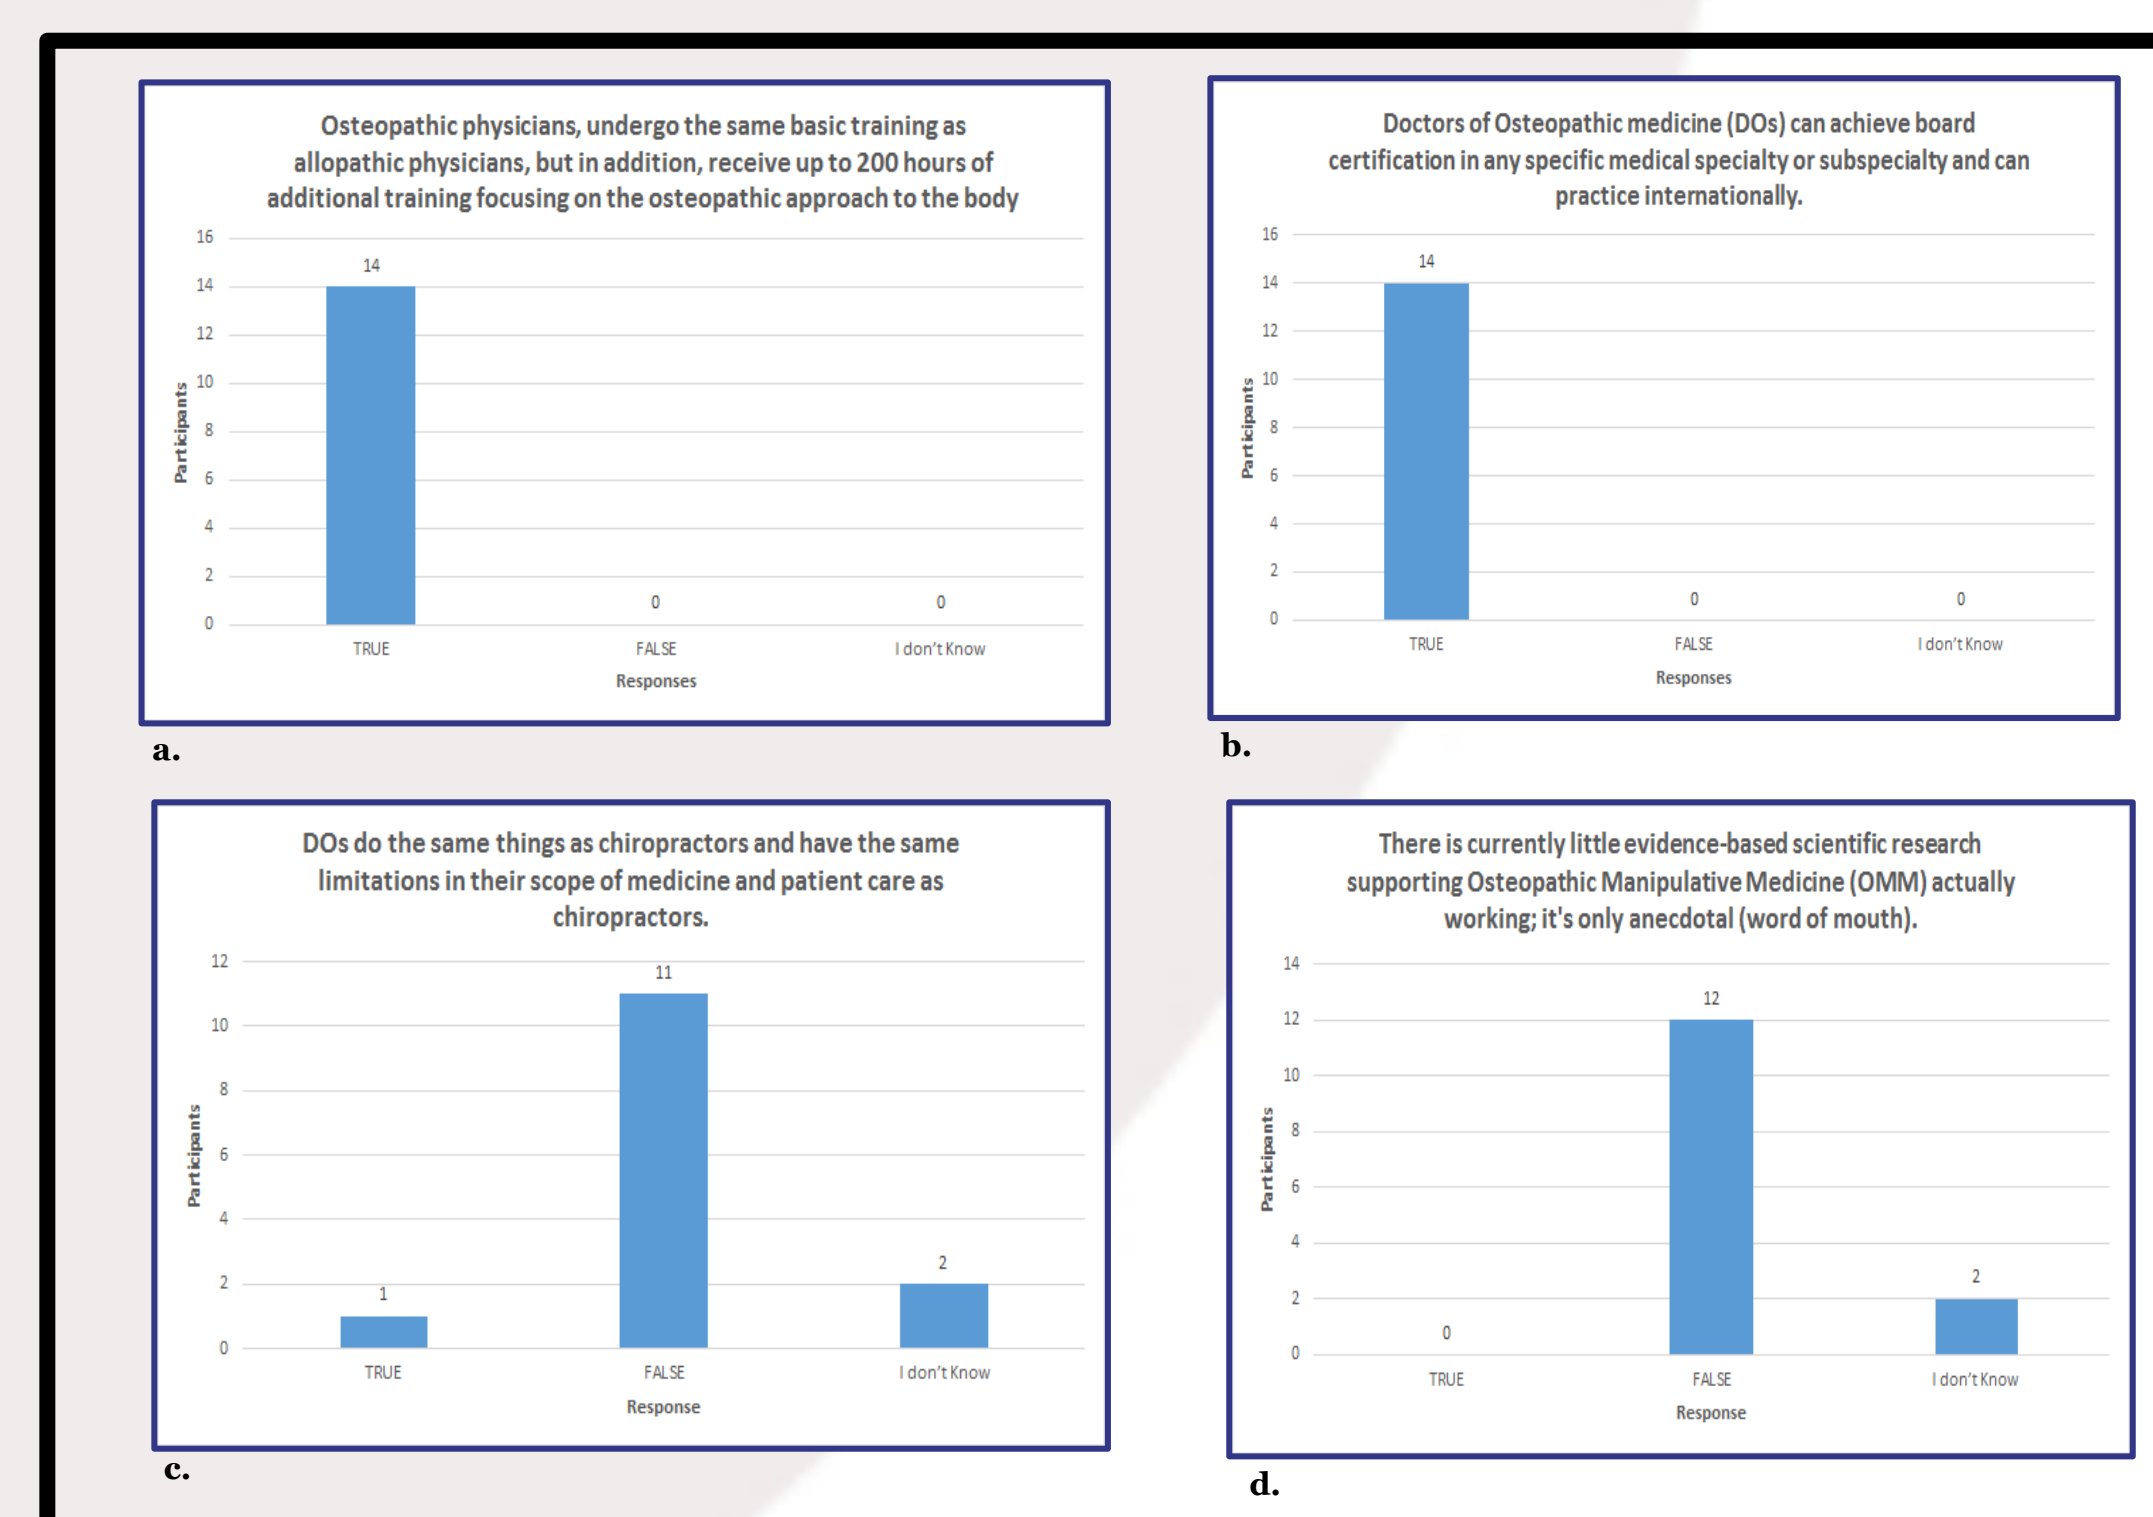 Osteopathic physicians, undergo the same basic training as
allopathic physicians, but in addition, receive up to 200 hours of
additional training focusing on the osteopathic approach to the body
16
14
14
12
10
8
6
4
2
0
0
0
Participants
TRUE
FALSE
I don't Know
Responses
a.
Doctors of Osteopathic medicine (DOs) can achieve board
certification in any specific medical specialty or subspecialty and can
practice internationally.
16
14
14
12
10
8
6
4
2
0
0
0
Participants
TRUE
FALSE
I don't Know
Responses
b.
DOs do the same things as chiropractors and have the same
limitations in their scope of medicine and patient care as
chiropractors.
12
11
10
8
6
4
2
2
1
0
Participants
TRUE
FALSE
I don't Know
Response
c.
There is currently little evidence-based scientific research
supporting Osteopathic Manipulative Medicine (OMM) actually
working; it's only anecdotal (word of mouth).
14
12
12
10
8
6
4
2
2
0
0
Participants
TRUE
FALSE
I don't Know
Response
d.